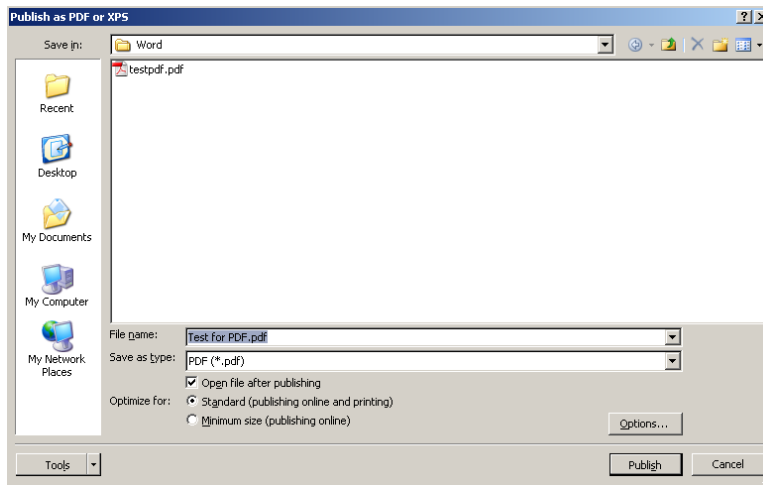 Publish as PDF or XPS
Save in:
Word
testpdf.pdf
Recent
Desktop
My Documents
My Computer
My Network
Places
File name:
Test for PDF.pdf
Save as type:
PDF (*.pdf)
Open file after publishing
Optimize for:
Standard (publishing online and printing)
Minimum size (publishing online)
Options...
Tools
Publish
Cancel